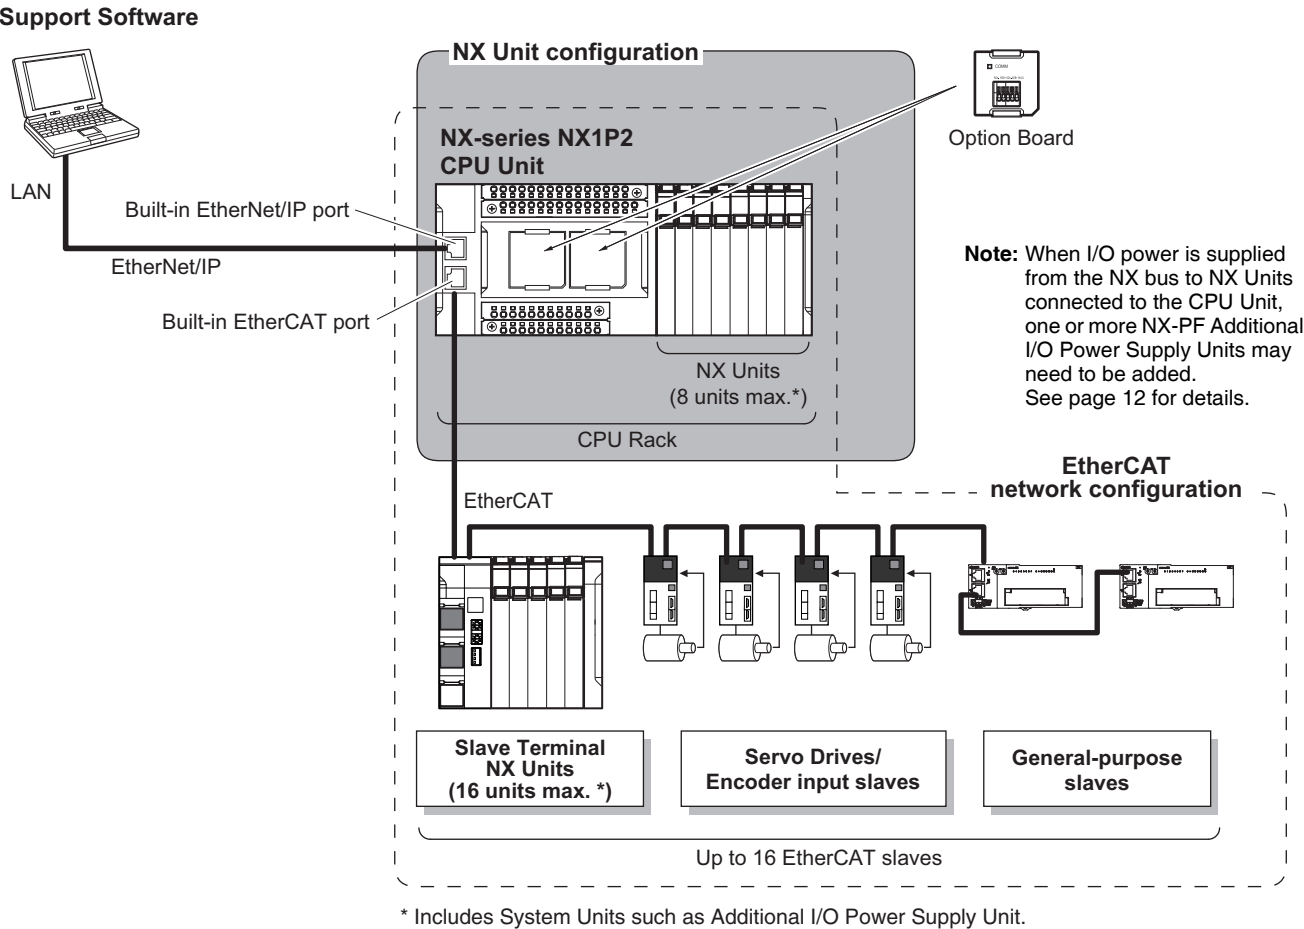 Support Software
NX Unit configuration
COMM
Option Board
NX-series NX1P2
CPU Unit
LAN
Built-in EtherNet/IP port
EtherNet/IP
Built-in EtherCAT port
NX Units
(8 units max.*)
CPU Rack
Note: When I/O power is supplied
from the NX bus to NX Units
connected to the CPU Unit,
one or more NX-PF Additional
I/O Power Supply Units may
need to be added.
See page 12 for details.
EtherCAT
network configuration
EtherCAT
Slave Terminal
NX Units
(16 units max. *)
Servo Drives/
Encoder input slaves
General-purpose
slaves
Up to 16 EtherCAT slaves
* Includes System Units such as Additional I/O Power Supply Unit.